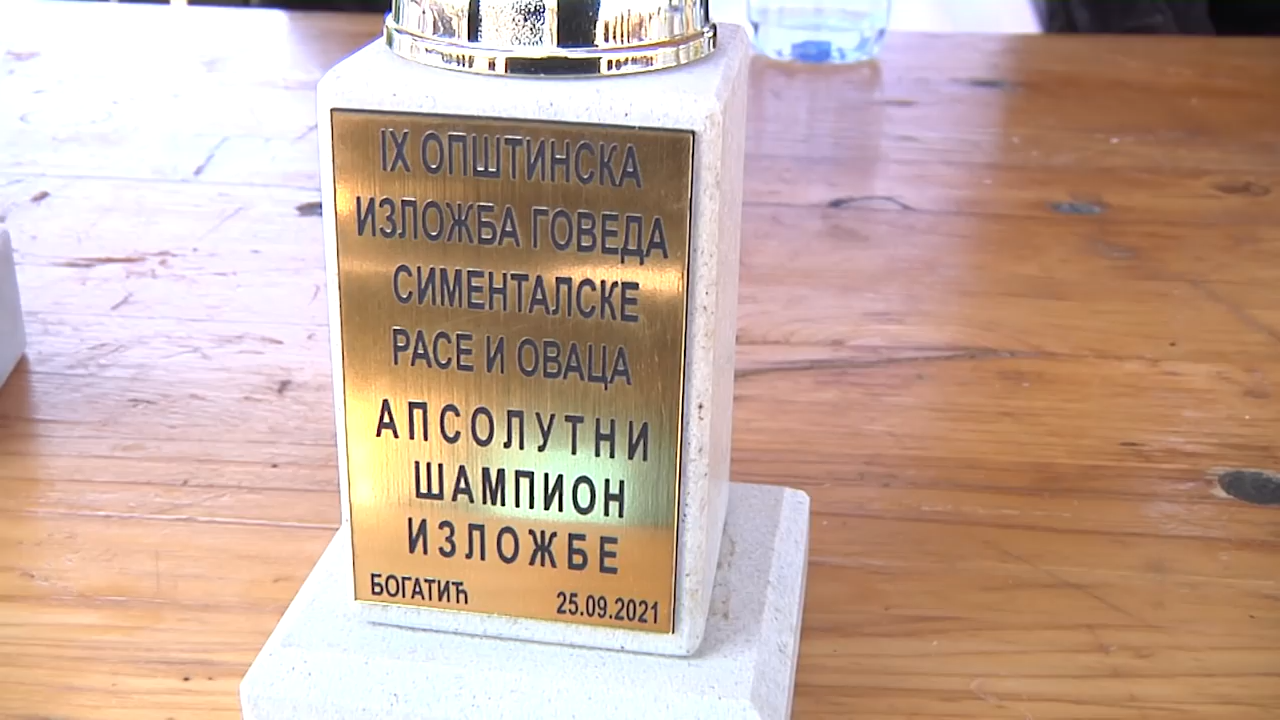 IX ОПШТИНСКА
ИЗЛОЖБА ГОВЕДА
СИМЕНТАЛСКЕ
РАСЕ И ОВАЦА
АПСОЛУТНИ
ШАМПИОН
ИЗЛОЖБЕ
БОГАТИЋ 25.09.2021